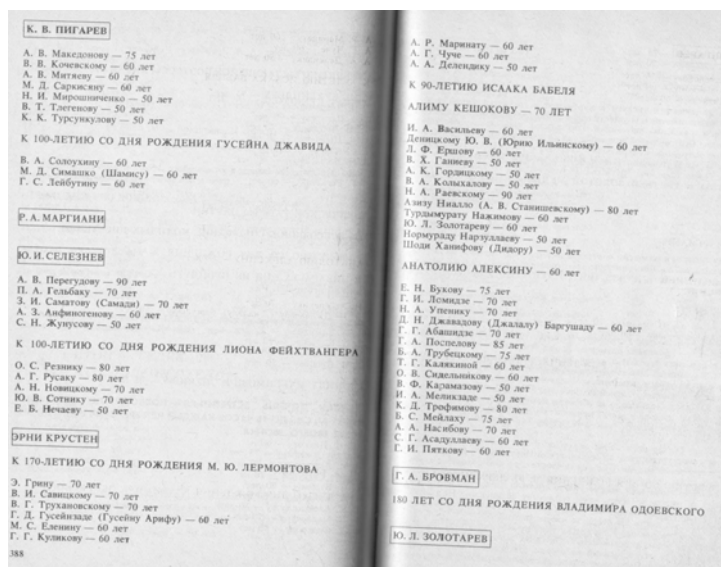 К. В. ПИГАРЕВ
А. В. Македонову — 75 лет
В. В. Кочевскому — 60 лет
А. В. Митяеву — 60 лет
М. Д. Саркисяну — 60 лет
Н. И. Мирошниченко — 50 лет
В. Т. Тлегенову — 50 лет
К. К. Турсункулову — 50 лет
К 100-ЛЕТИЮ СО ДНЯ РОЖДЕНИЯ ГУСЕЙНА ДЖАВИДА
В. А. Солоухину — 60 лет
М. Д. Симашко (Шамису) — 60 лет
Г. С. Лейбутину — 60 лет
Р. А. МАРГИАНИ
Ю. И. СЕЛЕЗНЕВ
А. В. Перегудову — 90 лет
П. А. Гельбаку — 70 лет
З. И. Саматову (Самади) — 70 лет
А. З. Анфиногенову — 60 лет
С. Н. Жунусову — 50 лет
К 100-ЛЕТИЮ СО ДНЯ РОЖДЕНИЯ ЛИОНА ФЕЙХТВАНГЕРА
О. С. Резнику — 80 лет
А. Г. Русаку — 80 лет
А. Н. Новицкому — 70 лет
Ю. В. Сотнику — 70 лет
Е. Б. Нечаеву — 50 лет
ЭРНИ КРУСТЕН
К 170-ЛЕТИЮ СО ДНЯ РОЖДЕНИЯ М. Ю. ЛЕРМОНТОВА
Э. Грину — 70 лет
В. И. Савицкому — 70 лет
В. Г. Трухановскому — 70 лет
Г. Д. Гусейнзаде (Гусейну Арифу) — 60 лет
М. С. Еленину — 60 лет
Г. Г. Куликову — 60 лет
388
А. Р. Маринату — 60 лет
А. Г. Чуче — 60 лет
А. А. Делендику — 50 лет
К 90-ЛЕТИЮ ИСААКА БАБЕЛЯ
АЛИМУ КЕШОКОВУ — 70 ЛЕТ
И. А. Васильеву — 60 лет
Деницкому Ю. В. (Юрию Ильинскому) — 60 лет
Л. Ф. Ершову — 60 лет
В. Х. Ганиеву — 50 лет
А. К. Гордицкому — 50 лет
В. А. Колыхалову — 50 лет
Н. А. Раевскому — 90 лет
Азизу Ниалло (А. В. Станишевскому) — 80 лет
Турдымурату Нажимову — 60 лет
Ю. Л. Золотареву — 60 лет
Нормураду Нарзуллаеву — 50 лет
Шоди Ханифову (Дидору) — 50 лет
АНАТОЛИЮ АЛЕКСИНУ — 60 лет
Е. Н. Букову — 75 лет
Г. И. Ломидзе — 70 лет
Н. А. Упенику — 70 лет
Д. Н. Джавадову (Джалалу) Баргушаду — 60 лет
Г. Г. Абашидзе — 70 лет
Г. А. Поспелову — 85 лет
Б. А. Трубецкому — 75 лет
Т. Г. Калякиной — 60 лет
О. В. Сидельникову — 60 лет
В. Ф. Карамазову — 50 лет
И. А. Меликзаде — 50 лет
К. Д. Трофимову — 80 лет
Б. С. Мейлаху — 75 лет
А. А. Насибову — 70 лет
С. Г. Асадуллаеву — 60 лет
Г. И. Пяткову — 60 лет
Г. А. БРОВМАН
180 ЛЕТ СО ДНЯ РОЖДЕНИЯ ВЛАДИМИРА ОДОЕВСКОГО
Ю. Л. ЗОЛОТАРЕВ